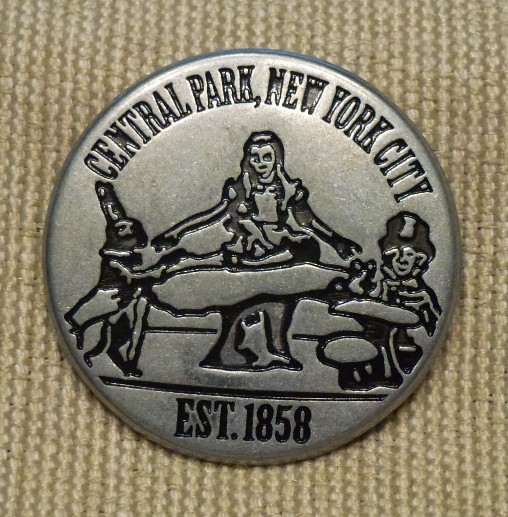 CENTRAL PARK, NEW YORK CITY
EST. 1858